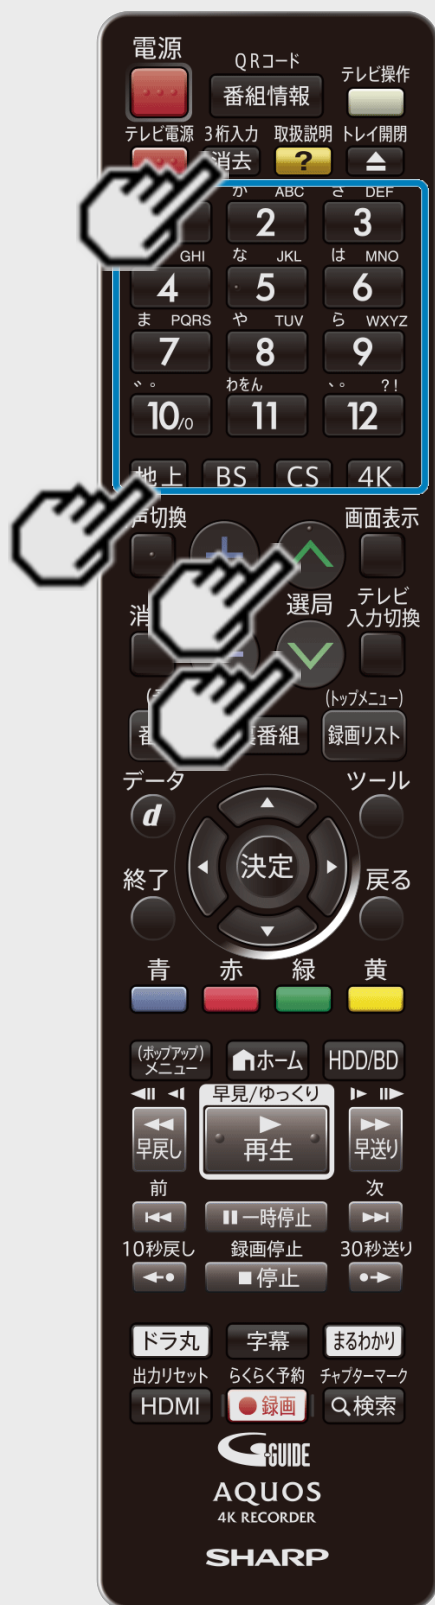 電源
QRコード
テレビ操作
番組情報
テレビ電源 3桁入力 取扱説明 トレイ開閉
消去 ?
か ABC さ DEF
2 3
GHI な JKL は MNO
4 5 6
ま PQRS や TUV ら WXYZ
7 8 9
゛゜ わをん 、。 ?!
10/0 11 12
地上 BS CS 4K
声切換 画面表示
選局 テレビ
入力切換
消
(トップメニュー)
番組 録画リスト
データ ツール
d
決定
終了 戻る
青 赤 緑 黄
(ポップアップ)
メニュー ホーム HDD/BD
早見/ゆっくり
早戻し 再生 早送り
前 次
一時停止
10秒戻し 録画停止 30秒送り
停止
ドラ丸 字幕 まるわかり
出力リセット らくらく予約 チャプターマーク
HDMI 録画 検索
G-GUIDE
AQUOS
4K RECORDER
SHARP